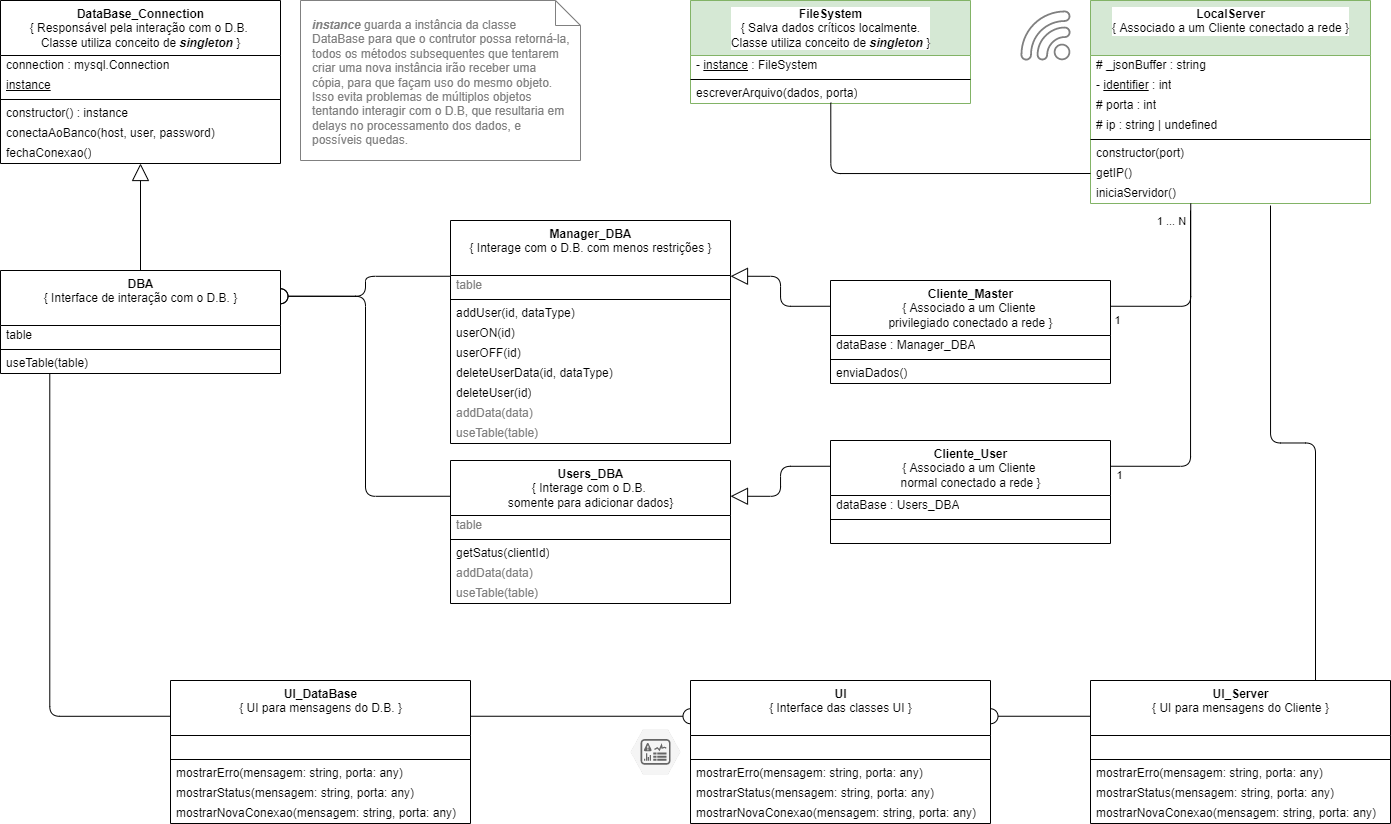 DataBase_Connection
{ Responsável pela interação com o D.B.
Classe utiliza conceito de singleton }
connection : mysql.Connection
instance
constructor() : instance
conectaAoBanco(host, user, password)
fechaConexao()
instance guarda a instância da classe
DataBase para que o contrutor possa retorná-la,
todos os métodos subsequentes que tentarem
criar uma nova instância irão receber uma
cópia, para que façam uso do mesmo objeto.
Isso evita problemas de múltiplos objetos
tentando interagir com o D.B, que resultaria em
delays no processamento dos dados, e
possíveis quedas.
FileSystem
{ Salva dados críticos localmente.
Classe utiliza conceito de singleton }
- instance : FileSystem
escreverArquivo(dados, porta)
LocalServer
{ Associado a um Cliente conectado a rede }
# _jsonBuffer : string
- identifier : int
# porta : int
# ip : string | undefined
constructor(port)
getIP()
iniciaServidor()
1 ... N
DBA
{ Interface de interação com o D.B. }
table
useTable(table)
Manager_DBA
{ Interage com o D.B. com menos restrições }
table
addUser(id, dataType)
userON(id)
userOFF(id)
deleteUserData(id, dataType)
deleteUser(id)
addData(data)
useTable(table)
Cliente_Master
{ Associado a um Cliente
privilegiado conectado a rede }
dataBase : Manager_DBA
enviaDados()
1
Users_DBA
{ Interage com o D.B.
somente para adicionar dados}
table
getSatus(clientId)
addData(data)
useTable(table)
Cliente_User
{ Associado a um Cliente
normal conectado a rede }
dataBase : Users_DBA
1
UI_DataBase
{ UI para mensagens do D.B. }
mostrarErro(mensagem: string, porta: any)
mostrarStatus(mensagem: string, porta: any)
mostrarNovaConexao(mensagem: string, porta: any)
UI
{ Interface das classes UI }
mostrarErro(mensagem: string, porta: any)
mostrarStatus(mensagem: string, porta: any)
mostrarNovaConexao(mensagem: string, porta: any)
UI_Server
{ UI para mensagens do Cliente }
mostrarErro(mensagem: string, porta: any)
mostrarStatus(mensagem: string, porta: any)
mostrarNovaConexao(mensagem: string, porta: any)